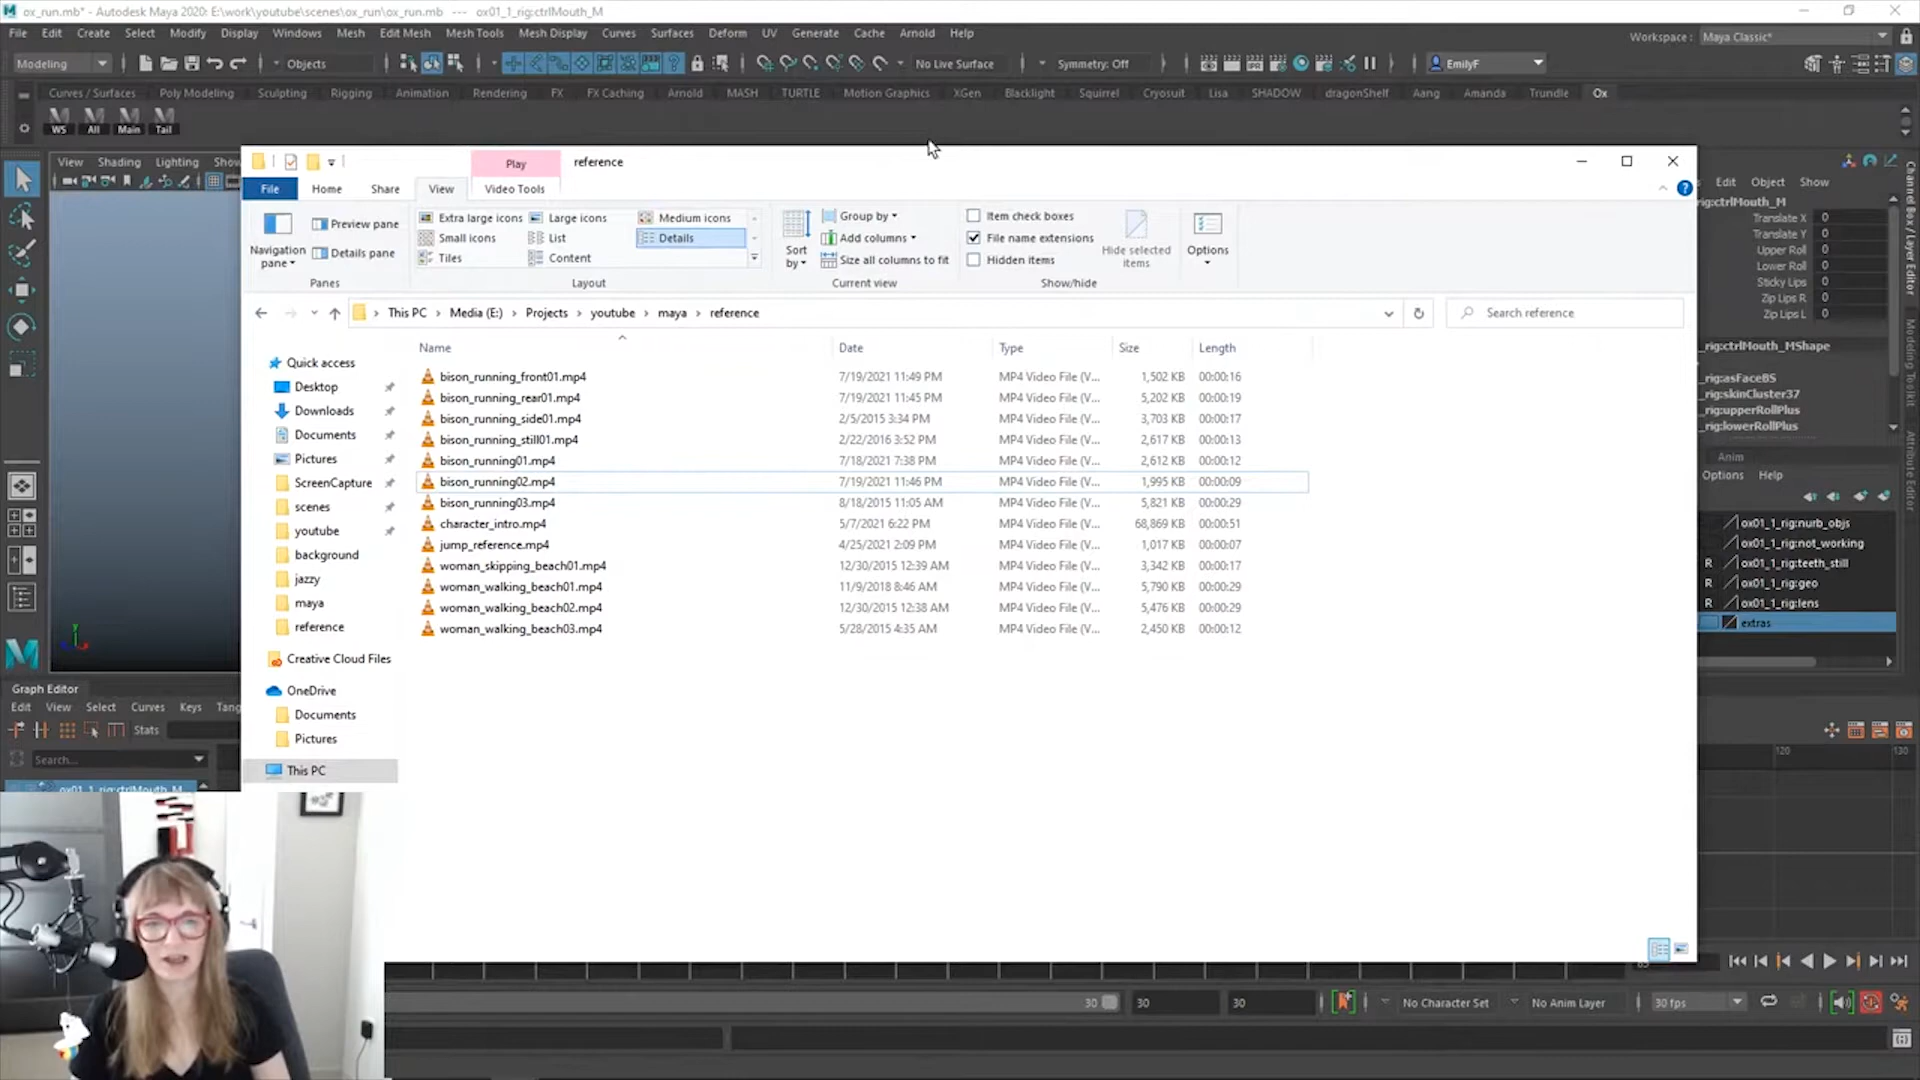 ox_run.mb* - Autodesk Maya 2020: E:\work\youtube\scenes\ox_run\ox_run.mb --- ox01_1_rig:ctrlMouth_M
File Edit Create Select Modify Display Windows Mesh Edit Mesh Mesh Tools Mesh Display Curves Surfaces Deform UV Generate Cache Arnold Help
Workspace : Maya Classic*
Modeling Objects No Live Surface Symmetry: Off EmilyF
Curves / Surfaces Poly Modeling Sculpting Rigging Animation Rendering FX FX Caching Arnold MASH TURTLE Motion Graphics XGen Blacklight Squirrel Cryosuit Lisa SHADOW dragonShelf Aang Amanda Trundle Ox
WS All Main Tail
View Shading Lighting Show
Play reference
File Home Share View Video Tools
Edit Object Show
Extra large icons Large icons Medium icons
Small icons List Details
Tiles Content
Preview pane
Details pane
Navigation pane
Panes
Layout
Sort by
Group by
Add columns
Size all columns to fit
Current view
Item check boxes
File name extensions
Hidden items
Hide selected items
Show/hide
Options
This PC > Media (E:) > Projects > youtube > maya > reference
Search reference
Name Date Type Size Length
bison_running_front01.mp4 7/19/2021 11:49 PM MP4 Video File (V... 1,502 KB 00:00:16
bison_running_rear01.mp4 7/19/2021 11:45 PM MP4 Video File (V... 5,202 KB 00:00:19
bison_running_side01.mp4 2/5/2015 3:34 PM MP4 Video File (V... 3,703 KB 00:00:17
bison_running_still01.mp4 2/22/2016 3:52 PM MP4 Video File (V... 2,617 KB 00:00:13
bison_running01.mp4 7/18/2021 7:38 PM MP4 Video File (V... 2,612 KB 00:00:12
bison_running02.mp4 7/19/2021 11:46 PM MP4 Video File (V... 1,995 KB 00:00:09
bison_running03.mp4 8/18/2015 11:05 AM MP4 Video File (V... 5,821 KB 00:00:29
character_intro.mp4 5/7/2021 6:22 PM MP4 Video File (V... 68,869 KB 00:00:51
jump_reference.mp4 4/25/2021 2:09 PM MP4 Video File (V... 1,017 KB 00:00:07
woman_skipping_beach01.mp4 12/30/2015 12:39 AM MP4 Video File (V... 3,342 KB 00:00:17
woman_walking_beach01.mp4 11/9/2018 8:46 AM MP4 Video File (V... 5,790 KB 00:00:29
woman_walking_beach02.mp4 12/30/2015 12:38 AM MP4 Video File (V... 5,476 KB 00:00:29
woman_walking_beach03.mp4 5/28/2015 4:35 AM MP4 Video File (V... 2,450 KB 00:00:12
Quick access
Desktop
Downloads
Documents
Pictures
ScreenCapture
scenes
youtube
background
jazzy
maya
reference
Creative Cloud Files
OneDrive
Documents
Pictures
This PC
rig:ctrlMouth_M
Translate X 0
Translate Y 0
Upper Roll 0
Lower Roll 0
Sticky Lips 0
Zip Lips R 0
Zip Lips L 0
_rig:ctrlMouth_MShape
_rig:asFaceBS
_rig:skinCluster37
_rig:upperRollPlus
_rig:lowerRollPlus
Anim
Options Help
ox01_1_rig:nurb_objs
ox01_1_rig:not_working
R ox01_1_rig:teeth_still
R ox01_1_rig:geo
R ox01_1_rig:lens
extras
Channel Box / Layer Editor
Modeling Toolkit
Attribute Editor
Graph Editor
Edit View Select Curves Keys Tang
Stats
Search...
ox01_1_rig:ctrlMouth_M
120 130
30 30 30 No Character Set No Anim Layer 30 fps